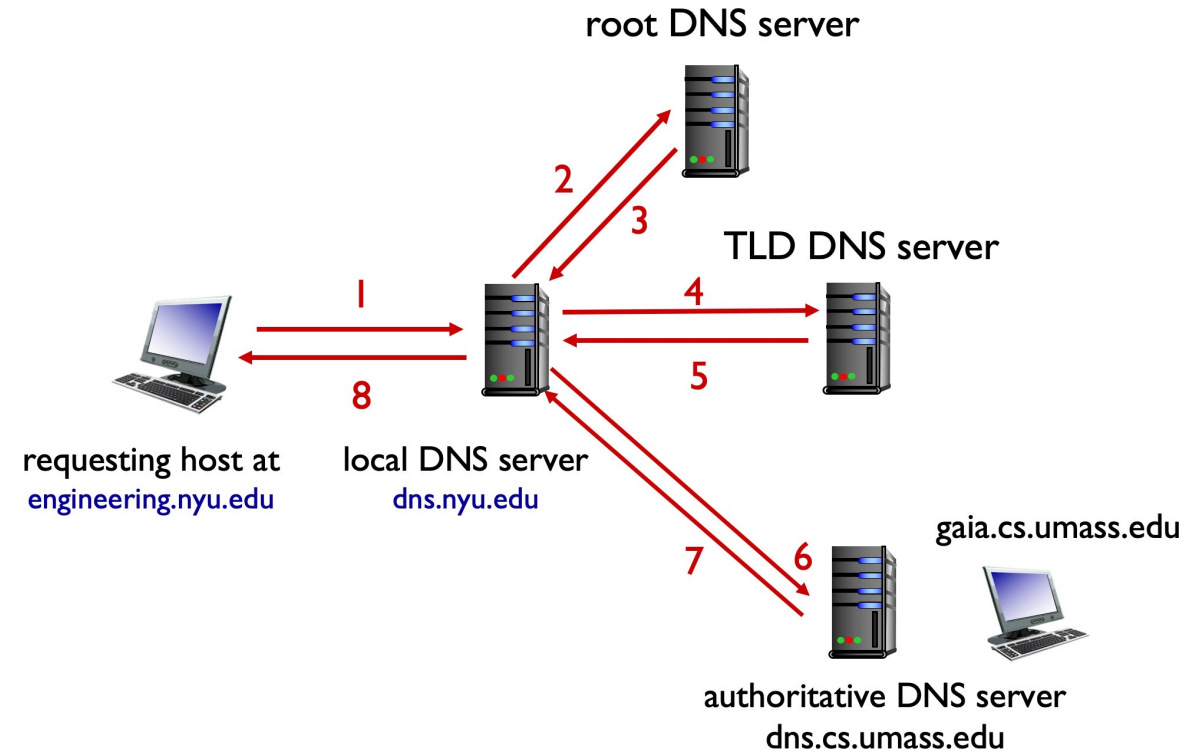 root DNS server
2
3
TLD DNS server
1
4
5
8
requesting host at
engineering.nyu.edu
local DNS server
dns.nyu.edu
gaia.cs.umass.edu
6
7
authoritative DNS server
dns.cs.umass.edu